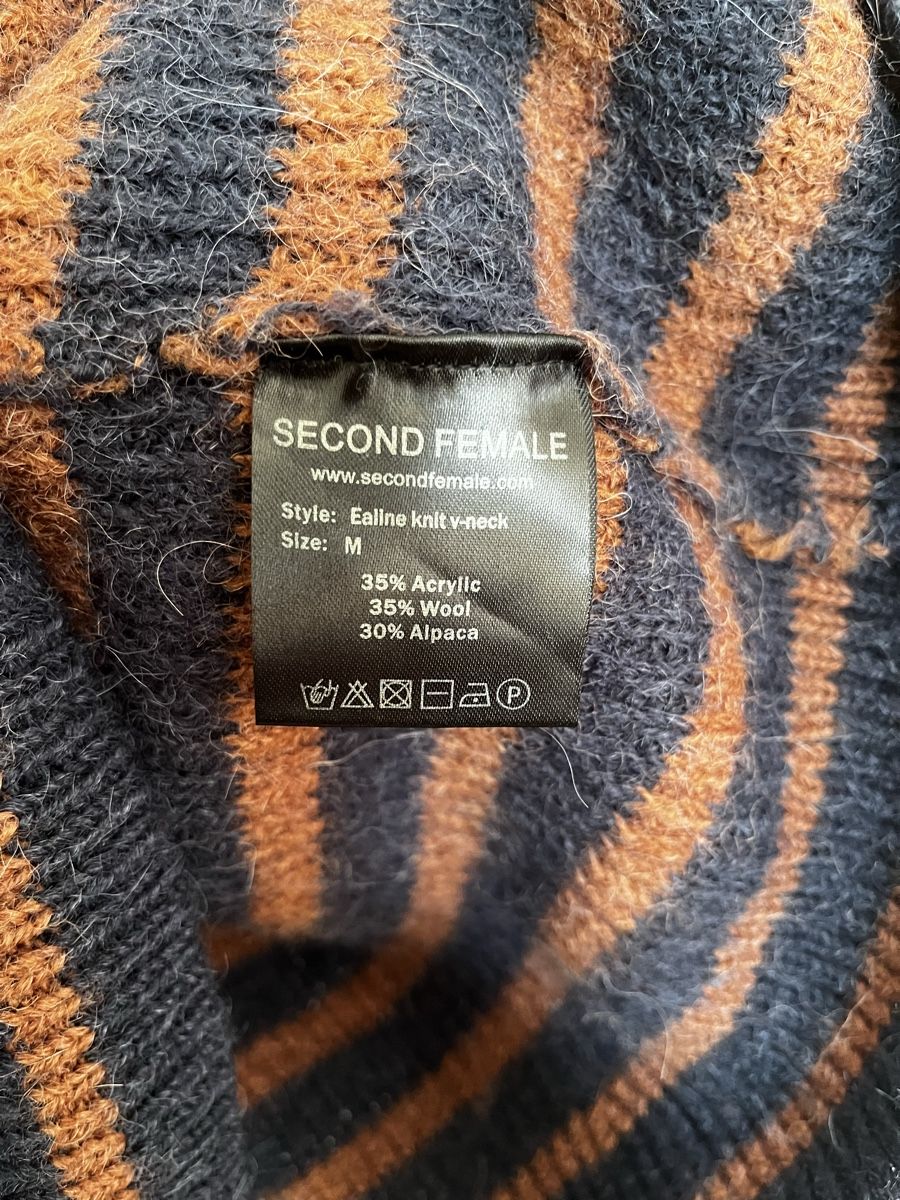 SECOND FEMALE
www.secondfemale.com
Style: Ealine knit v-neck
Size: M
35% Acrylic
35% Wool
30% Alpaca
P